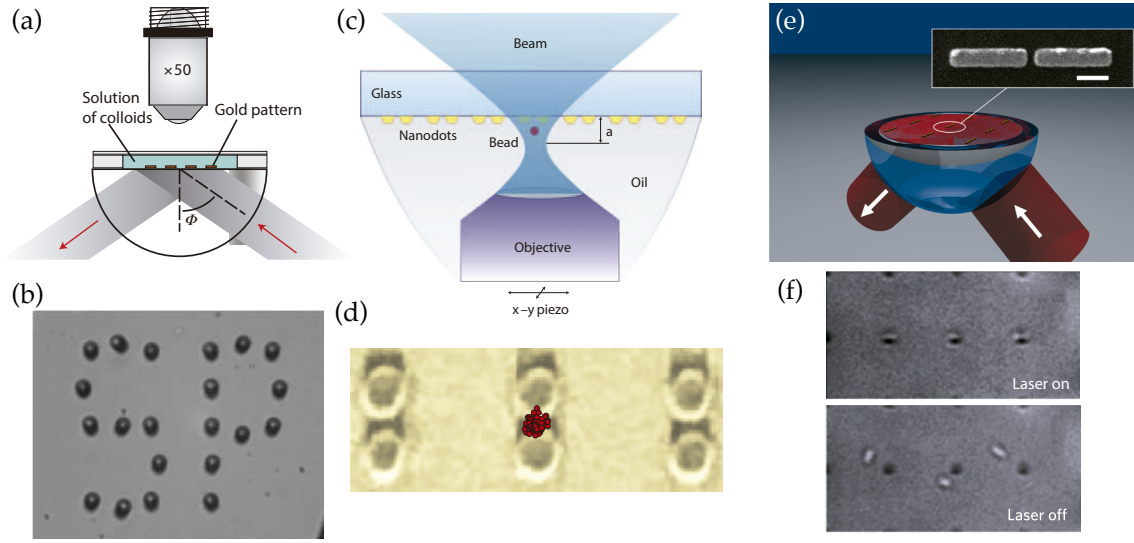 (a)
×50
Solution
of colloids
Gold pattern
Φ
(b)
(c)
Beam
Glass
Nanodots
a
Bead
Oil
Objective
x–y piezo
(d)
(e)
(f)
Laser on
Laser off